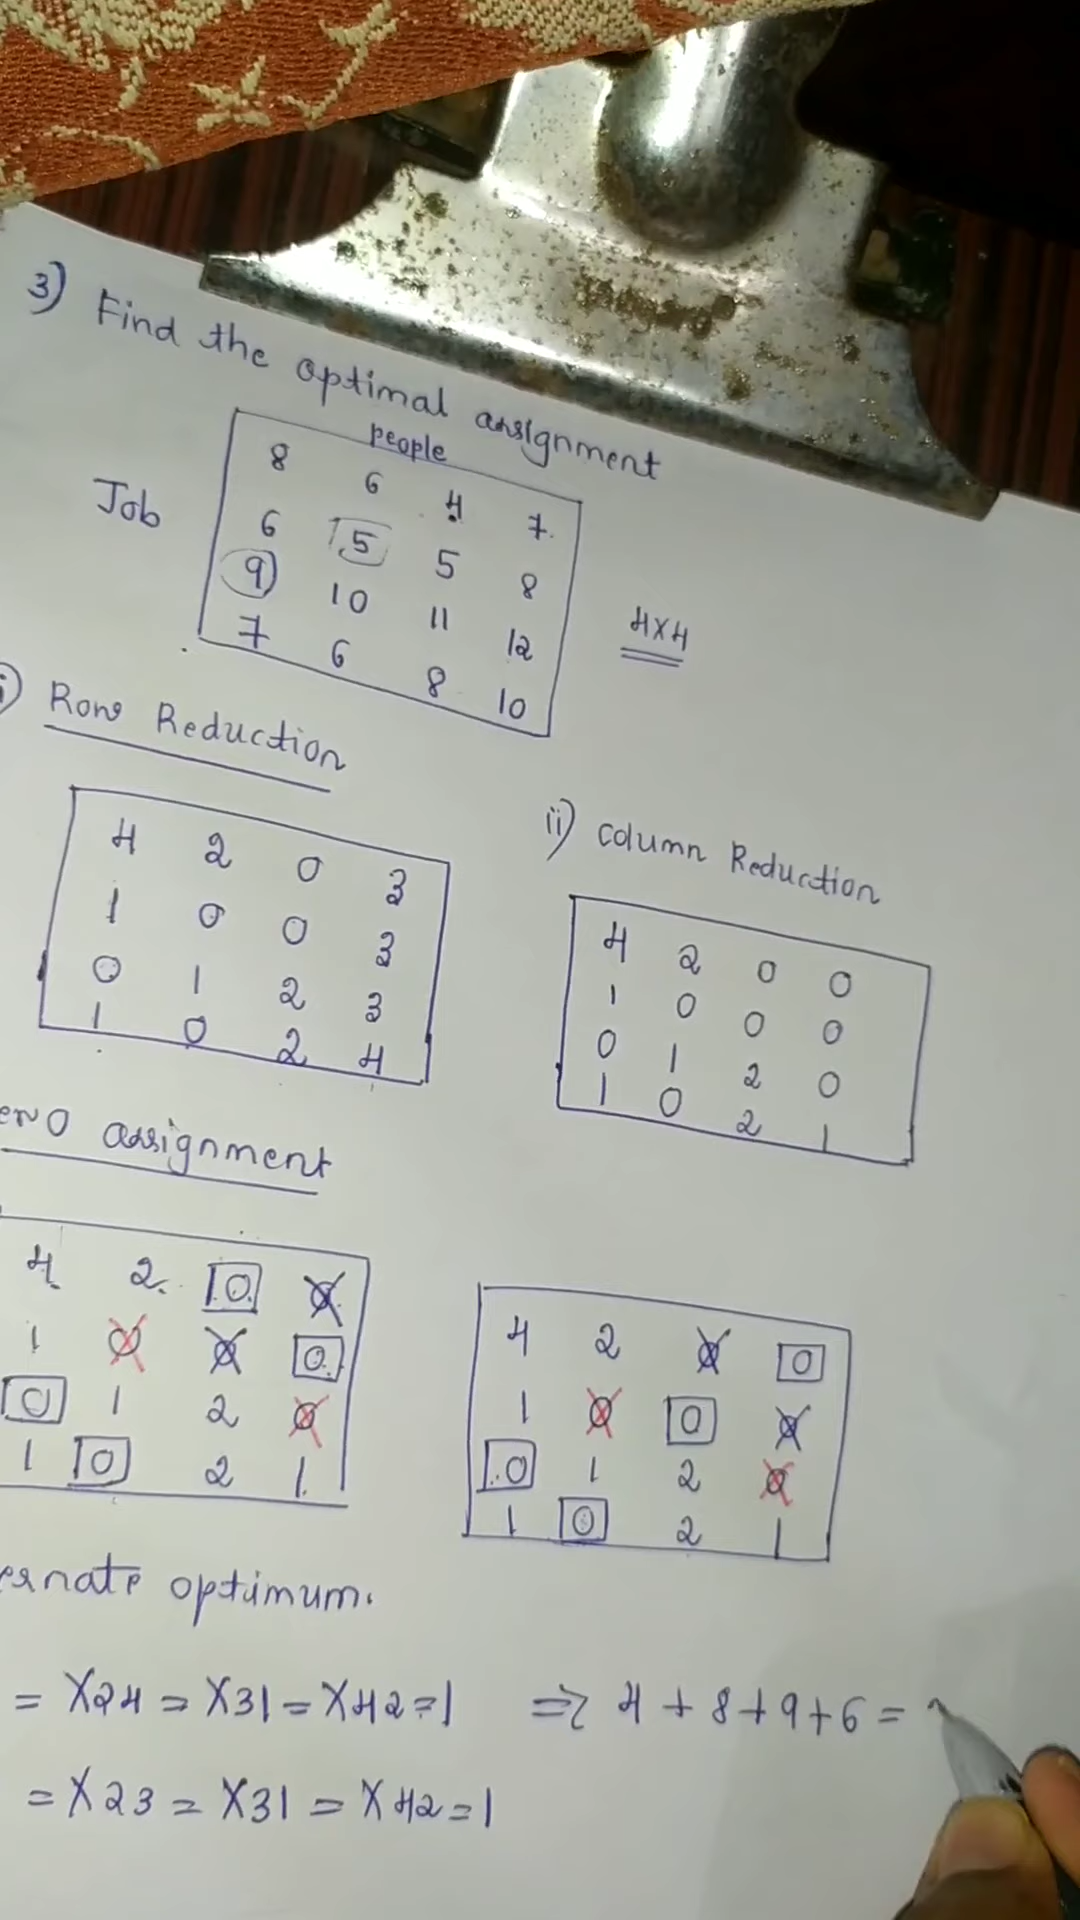 3) Find the optimal assignment
people
Job
8 6 4 7
6 5 5 8
9 10 11 12
7 6 8 10
4X4
i) Row Reduction
4 2 0 3
1 0 0 3
0 1 2 3
1 0 2 4
ii) column Reduction
4 2 0 0
1 0 0 0
0 1 2 0
1 0 2 1
assignment
4 2 0 0
1 0 0 0
0 1 2 0
1 0 2 1
4 2 0 0
1 0 0 0
0 1 2 0
1 0 2 1
optimum.
= X24 = X31 = X42 = 1 => 4 + 8 + 9 + 6 =
= X23 = X31 = X42 = 1